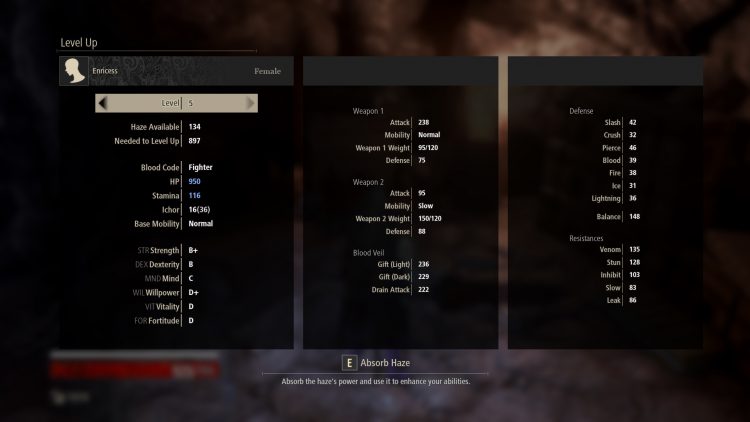 Level Up
Enricess Female
Level 5
Haze Available 134
Needed to Level Up 897
Blood Code Fighter
HP 950
Stamina 116
Ichor 16(36)
Base Mobility Normal
STR Strength B+
DEX Dexterity B
MND Mind C
WIL Willpower D+
VIT Vitality D
FOR Fortitude D
Weapon 1
Attack 238
Mobility Normal
Weapon 1 Weight 95/120
Defense 75
Weapon 2
Attack 95
Mobility Slow
Weapon 2 Weight 150/120
Defense 88
Blood Veil
Gift (Light) 236
Gift (Dark) 229
Drain Attack 222
Defense
Slash 42
Crush 32
Pierce 46
Blood 39
Fire 38
Ice 31
Lightning 36
Balance 148
Resistances
Venom 135
Stun 128
Inhibit 103
Slow 83
Leak 86
E Absorb Haze
Absorb the haze's power and use it to enhance your abilities.